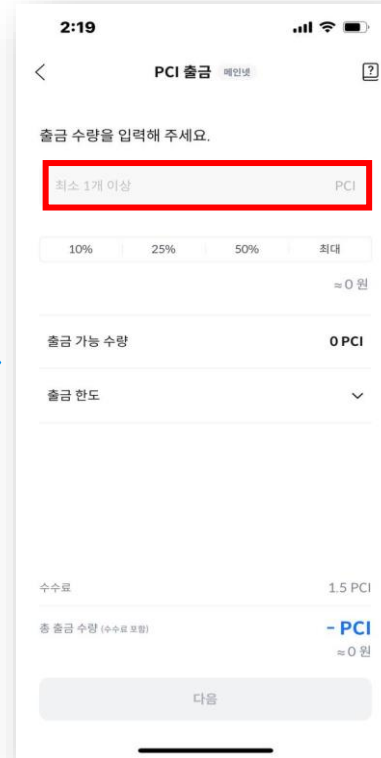 2:19
PCI 출금 메인넷
출금 수량을 입력해 주세요.
최소 1개 이상 PCI
10% 25% 50% 최대
≈0 원
출금 가능 수량 0 PCI
출금 한도
수수료 1.5 PCI
총 출금 수량 (수수료 포함) - PCI
≈0 원
다음